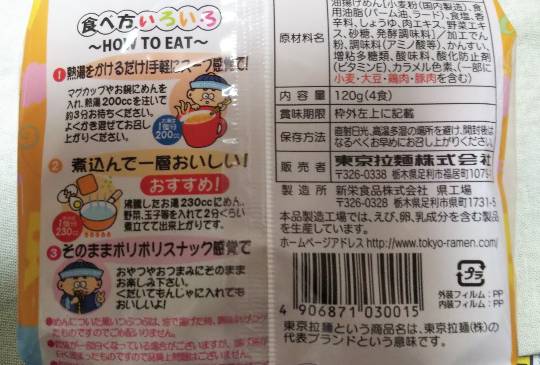 食べ方いろいろ
～HOW TO EAT～
1 熱湯をかけるだけ!手軽にスープ感覚で!
マグカップやお鍋にめんを
入れ、熱湯200ccを注いで
約3分お待ちください。
よくかき混ぜてお召し
上がりください。
1個分
200cc
2 煮込んで一層おいしい!
おすすめ!
沸騰したお湯230ccにめん、
野菜、玉子等を入れて2分くらい
煮立てて出来上がりです。
1個分
230cc
3 そのままポリポリスナック感覚で
おやつやおつまみにそのまま
お楽しみ下さい。
くだいてもんじゃに入れても
おいしいよ!
原材料名
油揚げめん(小麦粉(国内製造)、食
用油脂(パーム油、ラード)、食塩、香
辛料、しょうゆ、肉エキス、野菜エキ
ス、砂糖、発酵調味料)/加工でん
粉、調味料(アミノ酸等)、かんすい、
増粘多糖類、酸味料、酸化防止剤
(ビタミンE)、カラメル色素、(一部に
小麦・大豆・鶏肉・豚肉を含む)
内容量 120g(4食)
賞味期限 枠外左上に記載
保存方法 直射日光、高温多湿の場所を避け、開封後は
なるべくお早めにお召し上がりください。
販売者 東京拉麺株式会社
〒326-0338 栃木県足利市福居町1079
製造所 新栄食品株式会社 県工場
〒326-0338 栃木県足利市県町1731-5
本品製造工場では、えび、卵、乳成分を含む製品
を生産しています。
ホームページアドレス http://www.tokyo-ramen.com/
4 906871 030015
プラ
外装フィルム:PP
内装フィルム:PP
東京拉麺という商品名は、東京拉麺(株)の
代表ブランドという意味です。